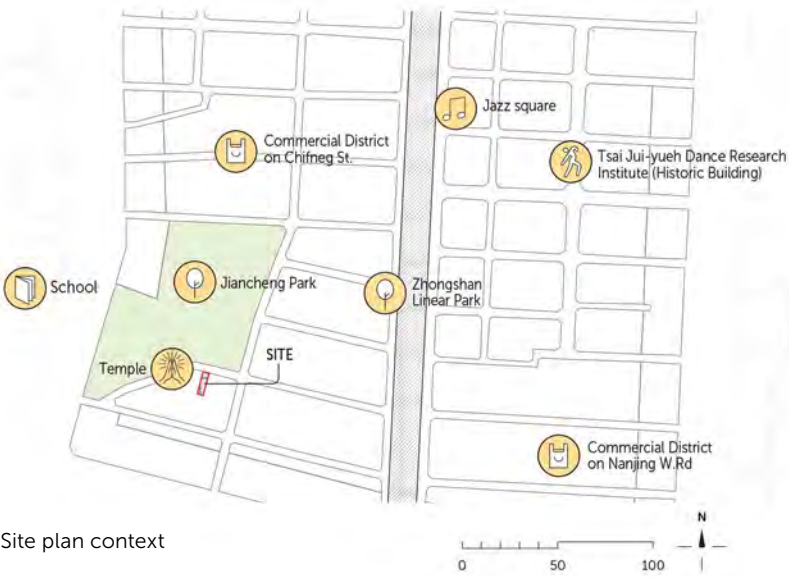 Jazz square
Commercial District
on Chifneg St.
Tsai Jui-yueh Dance Research
Institute (Historic Building)
School
Jiancheng Park
Zhongshan
Linear Park
Temple
SITE
Commercial District
on Nanjing W.Rd
Site plan context
N
0 50 100